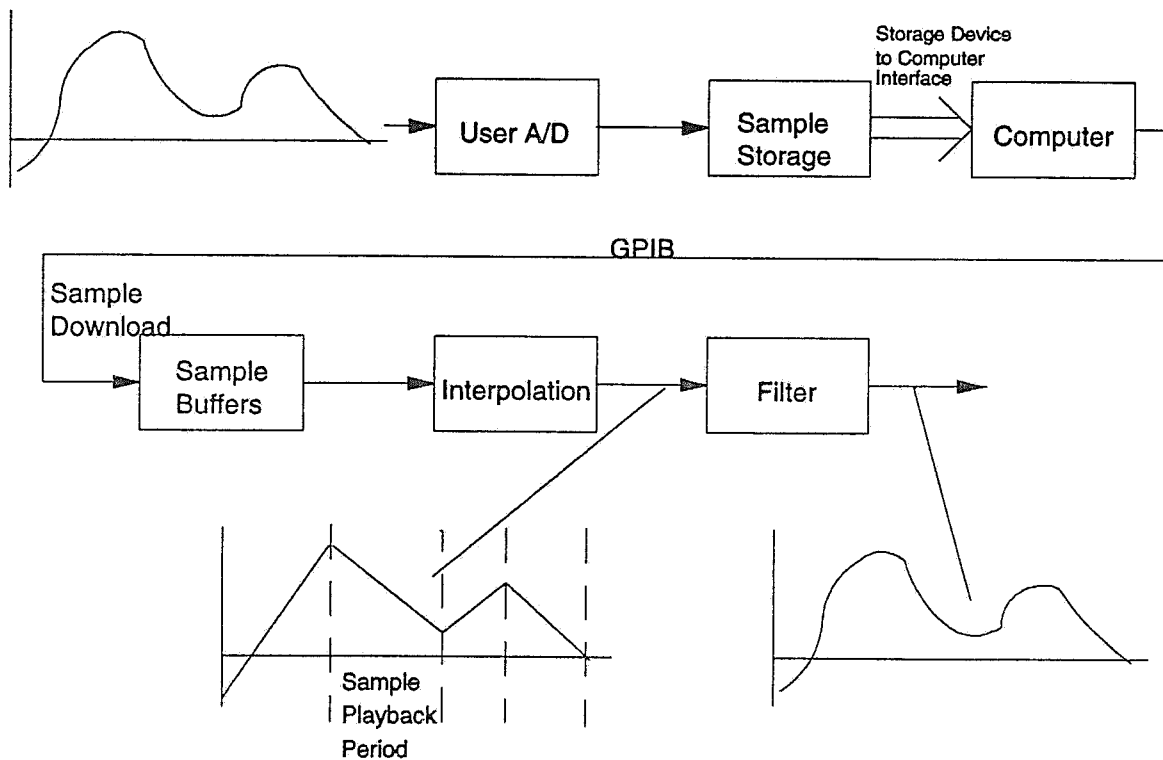 Storage Device
to Computer
Interface
User A/D
Sample
Storage
Computer
GPIB
Sample
Download
Sample
Buffers
Interpolation
Filter
Sample
Playback
Period